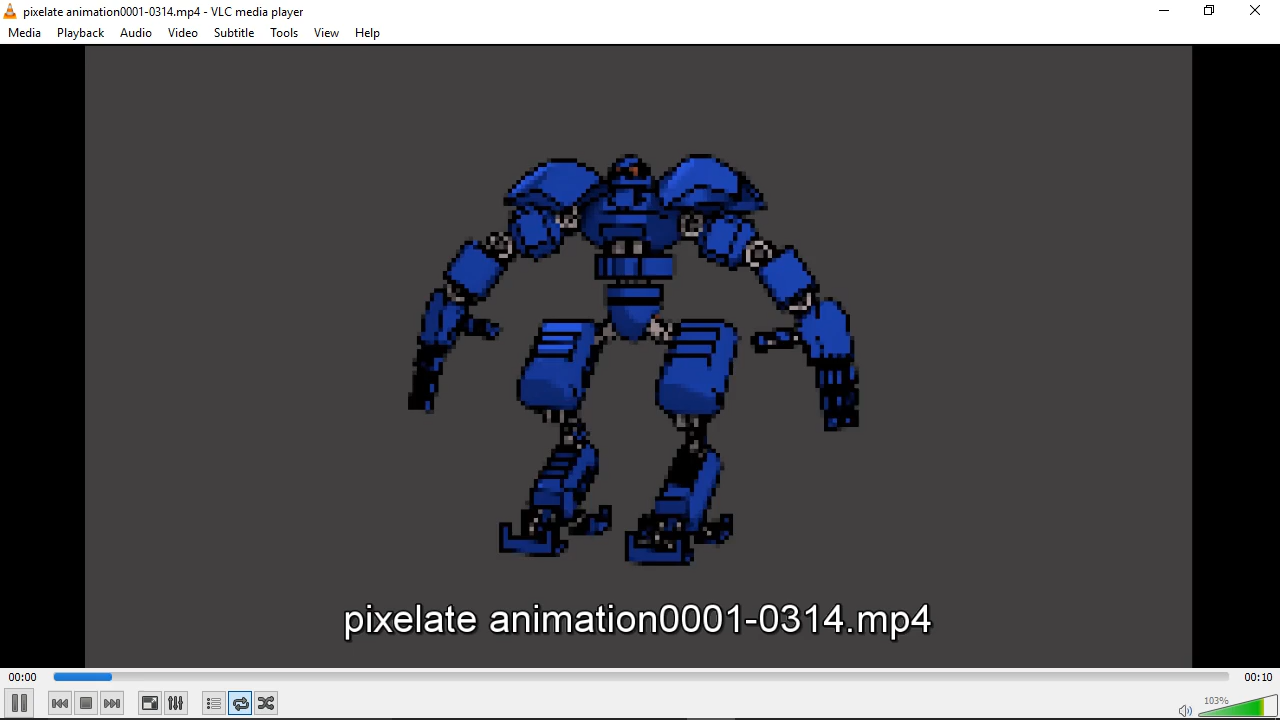 pixelate animation0001-0314.mp4 - VLC media player
Media Playback Audio Video Subtitle Tools View Help
pixelate animation0001-0314.mp4
00:00 00:10
103%